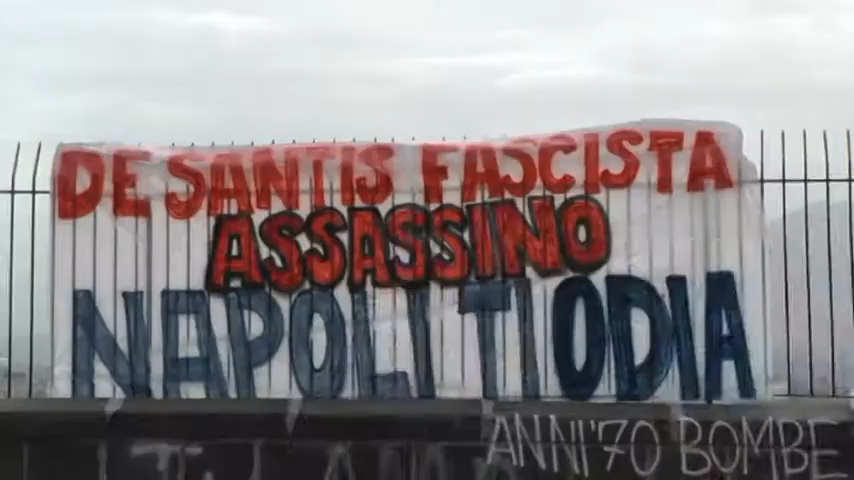 DE SANTIS FASCISTA
ASSASSINO
NAPOLI TI ODIA
ANNI'70 BOMBE